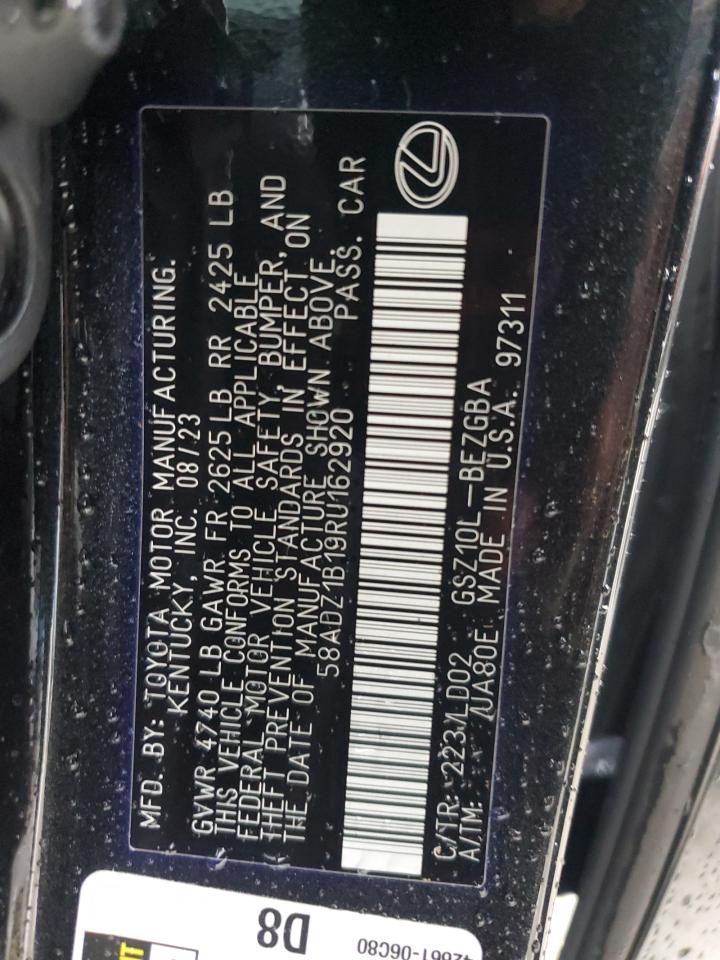 MFD. BY: TOYOTA MOTOR MANUFACTURING.
KENTUCKY, INC. 08/23
GVWR 4740 LB GAWR FR 2625 LB RR 2425 LB
THIS VEHICLE CONFORMS TO ALL APPLICABLE
FEDERAL MOTOR VEHICLE SAFETY, BUMPER, AND
THEFT PREVENTION STANDARDS IN EFFECT ON
THE DATE OF MANUFACTURE SHOWN ABOVE.
58ADZ1B19RU162920 PASS. CAR
C/TR: 223/LD02 GSZ10L-BEZGBA
A/TM: /UA80E MADE IN U.S.A. 97311
D8
42661-06C80